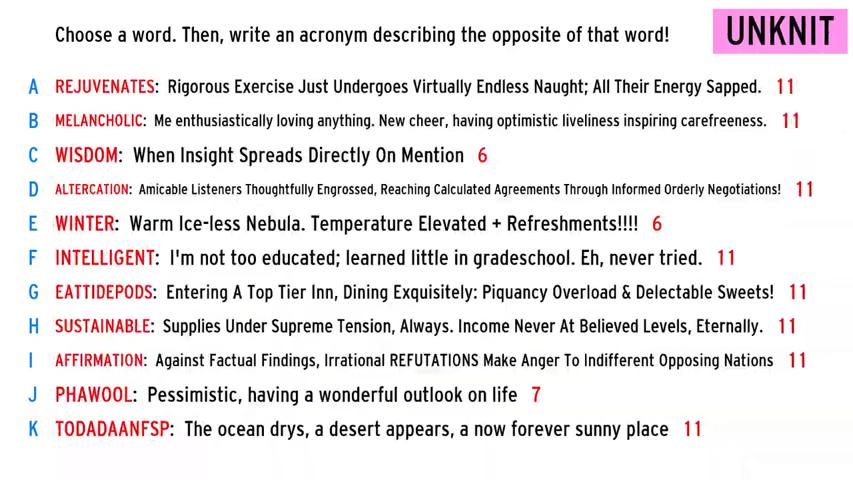 Choose a word. Then, write an acronym describing the opposite of that word!
UNKNIT
A REJUVENATES: Rigorous Exercise Just Undergoes Virtually Endless Naught; All Their Energy Sapped. 11
B MELANCHOLIC: Me enthusiastically loving anything. New cheer, having optimistic liveliness inspiring carefreeness. 11
C WISDOM: When Insight Spreads Directly On Mention 6
D ALTERCATION: Amicable Listeners Thoughtfully Engrossed, Reaching Calculated Agreements Through Informed Orderly Negotiations! 11
E WINTER: Warm Ice-less Nebula. Temperature Elevated + Refreshments!!!! 6
F INTELLIGENT: I'm not too educated; learned little in gradeschool. Eh, never tried. 11
G EATTIDEPODS: Entering A Top Tier Inn, Dining Exquisitely: Piquancy Overload & Delectable Sweets! 11
H SUSTAINABLE: Supplies Under Supreme Tension, Always. Income Never At Believed Levels, Eternally. 11
I AFFIRMATION: Against Factual Findings, Irrational REFUTATIONS Make Anger To Indifferent Opposing Nations 11
J PHAWOOL: Pessimistic, having a wonderful outlook on life 7
K TODADAANFSP: The ocean drys, a desert appears, a now forever sunny place 11